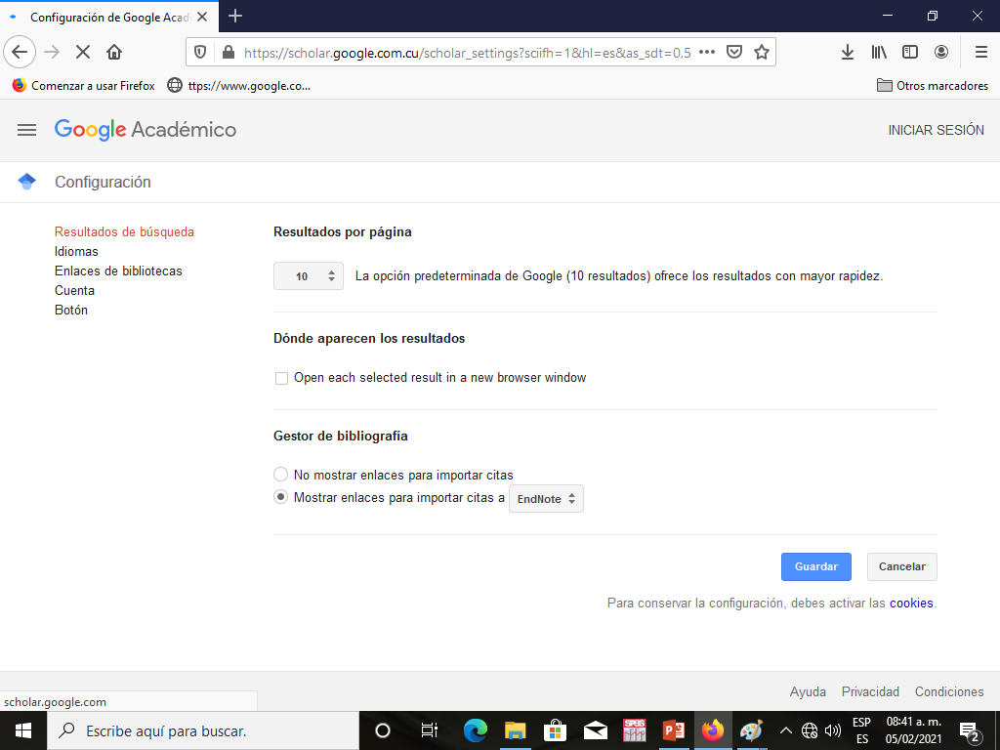 Configuración de Google Acad
https://scholar.google.com.cu/scholar_settings?sciifh=1&hl=es&as_sdt=0,5
Comenzar a usar Firefox
ttps://www.google.co...
Otros marcadores
Google Académico
INICIAR SESIÓN
Configuración
Resultados de búsqueda
Idiomas
Enlaces de bibliotecas
Cuenta
Botón
Resultados por página
10
La opción predeterminada de Google (10 resultados) ofrece los resultados con mayor rapidez.
Dónde aparecen los resultados
Open each selected result in a new browser window
Gestor de bibliografía
No mostrar enlaces para importar citas
Mostrar enlaces para importar citas a EndNote
Guardar
Cancelar
Para conservar la configuración, debes activar las cookies.
Ayuda
Privacidad
Condiciones
scholar.google.com
Escribe aquí para buscar.
SPSS
ESP
ES
08:41 a. m.
05/02/2021
2